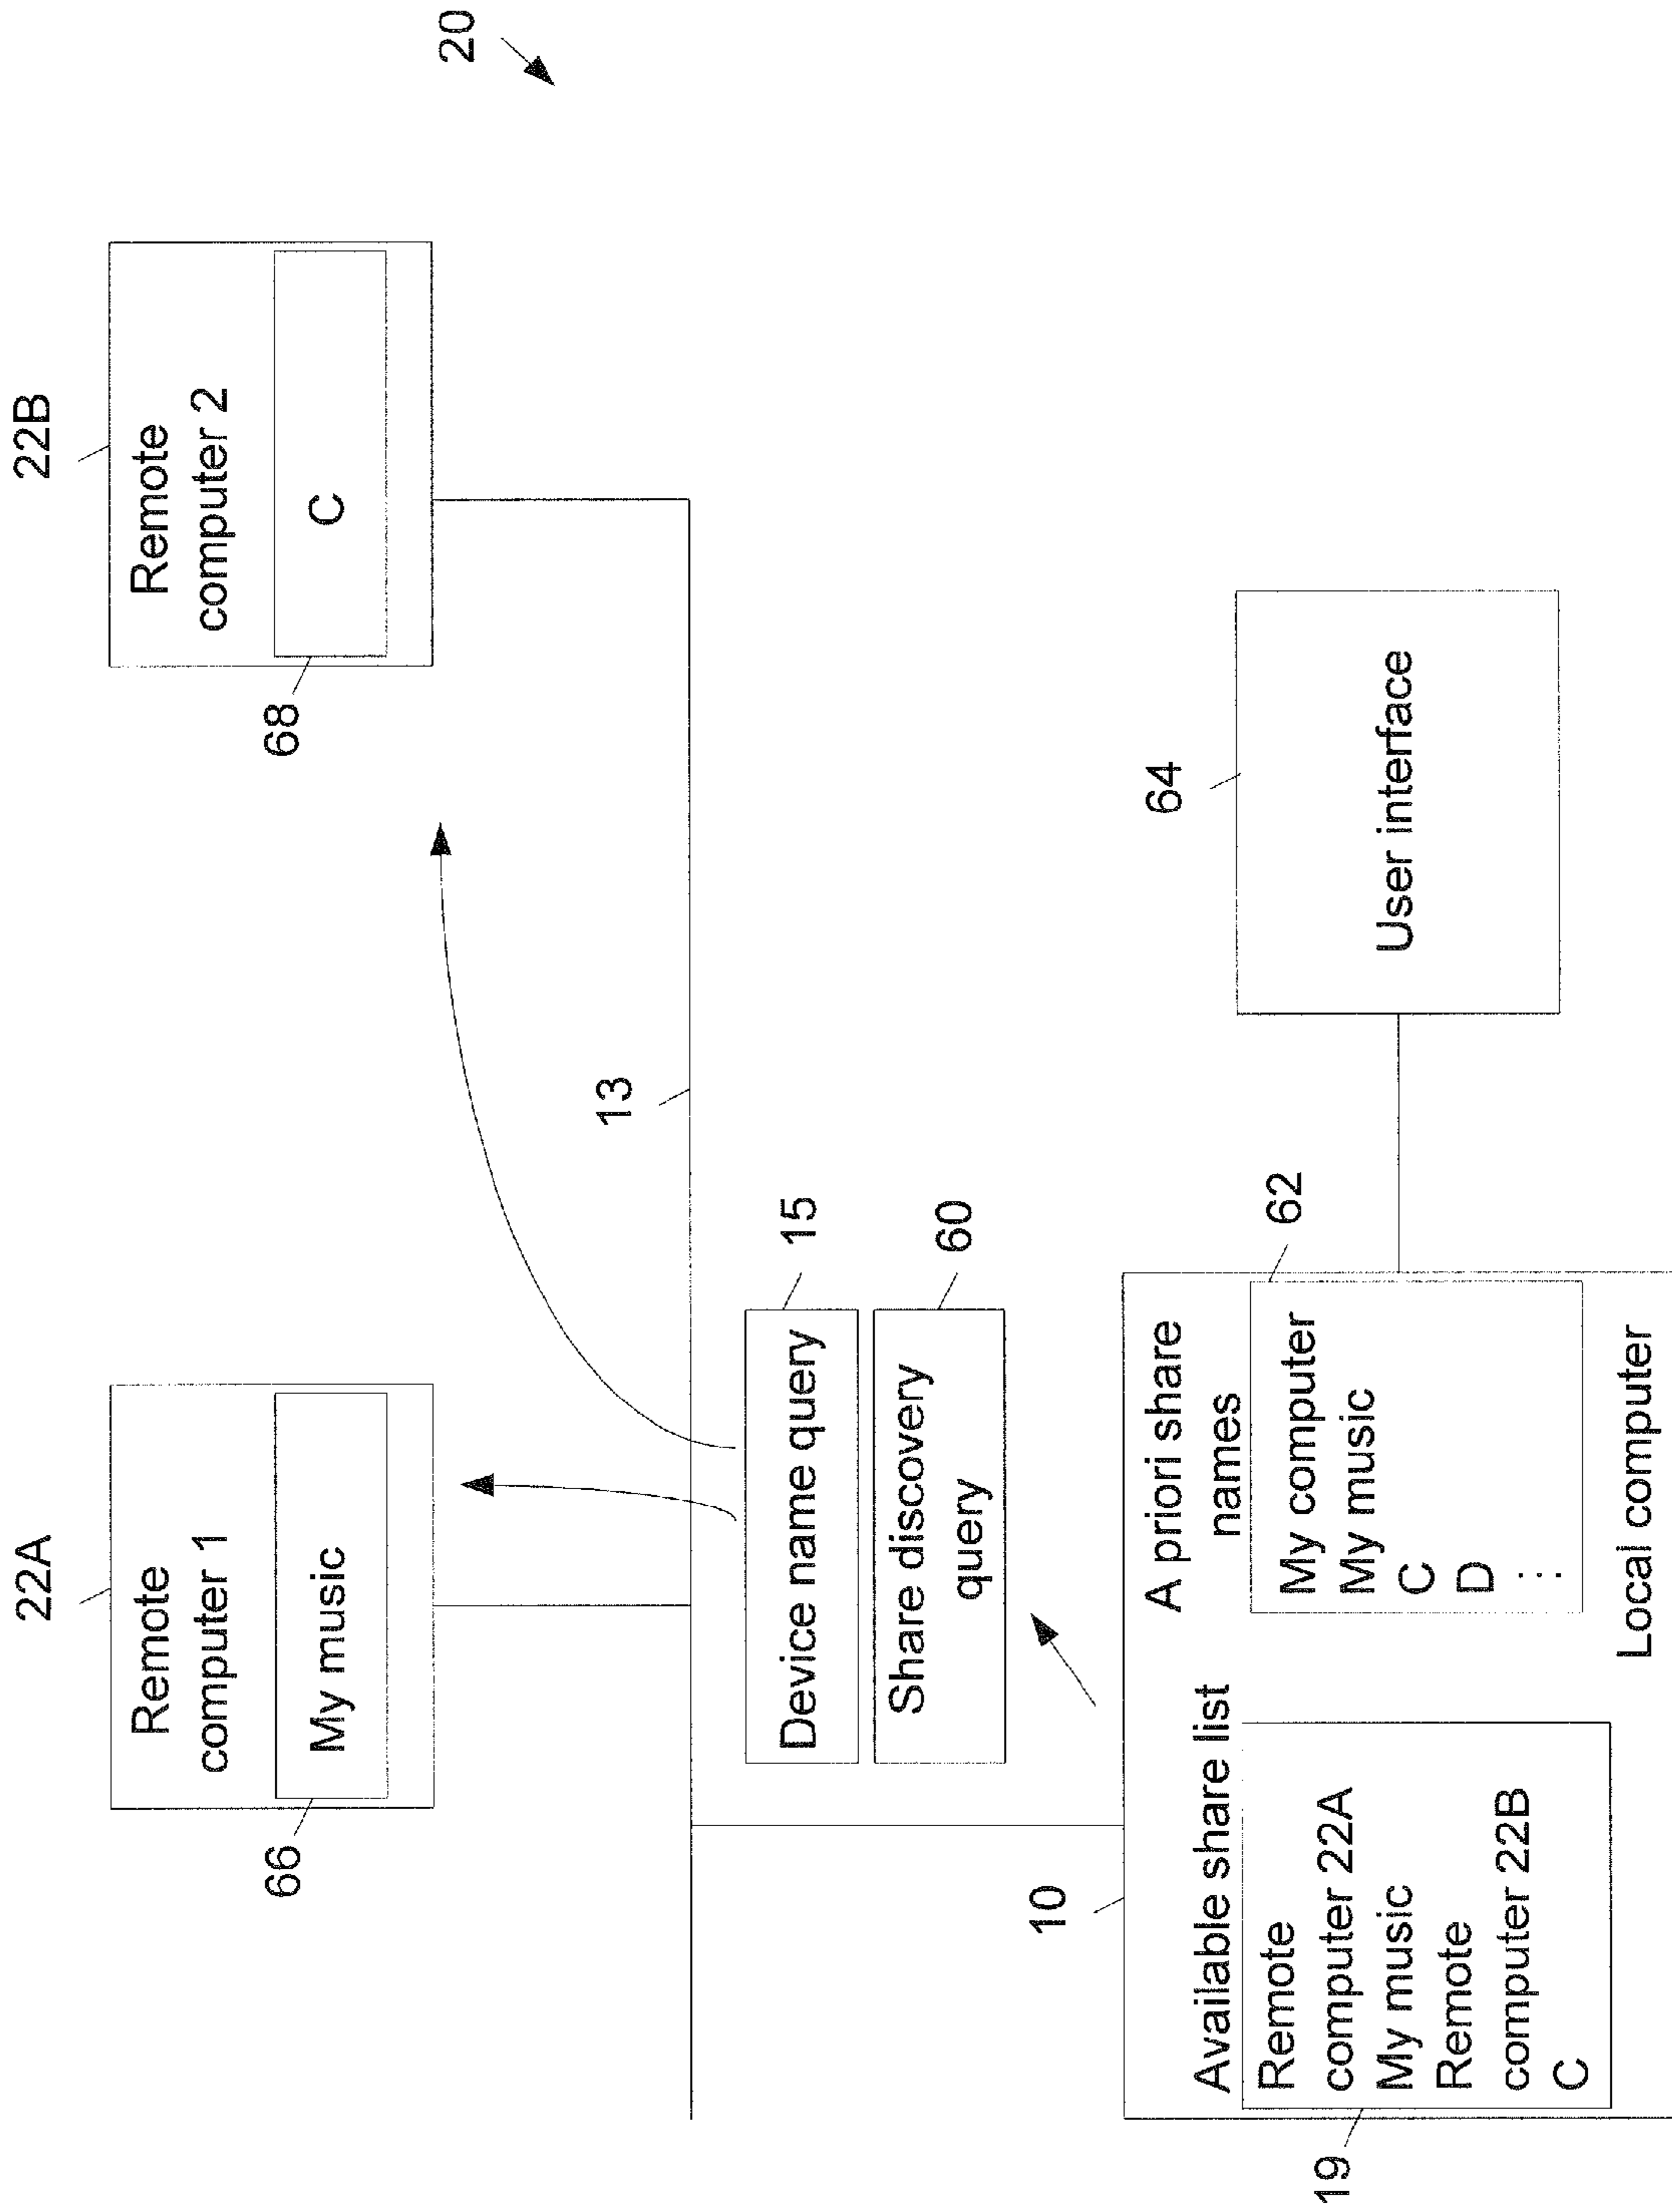 20
22A
22B
Remote
computer 1
My music
66
Remote
computer 2
C
68
13
Device name query
15
Share discovery
query
60
10
Available share list
Remote
computer 22A
My music
Remote
computer 22B
C
19
A priori share
names
My computer
My music
C
D
⋮
62
Local computer
64
User interface